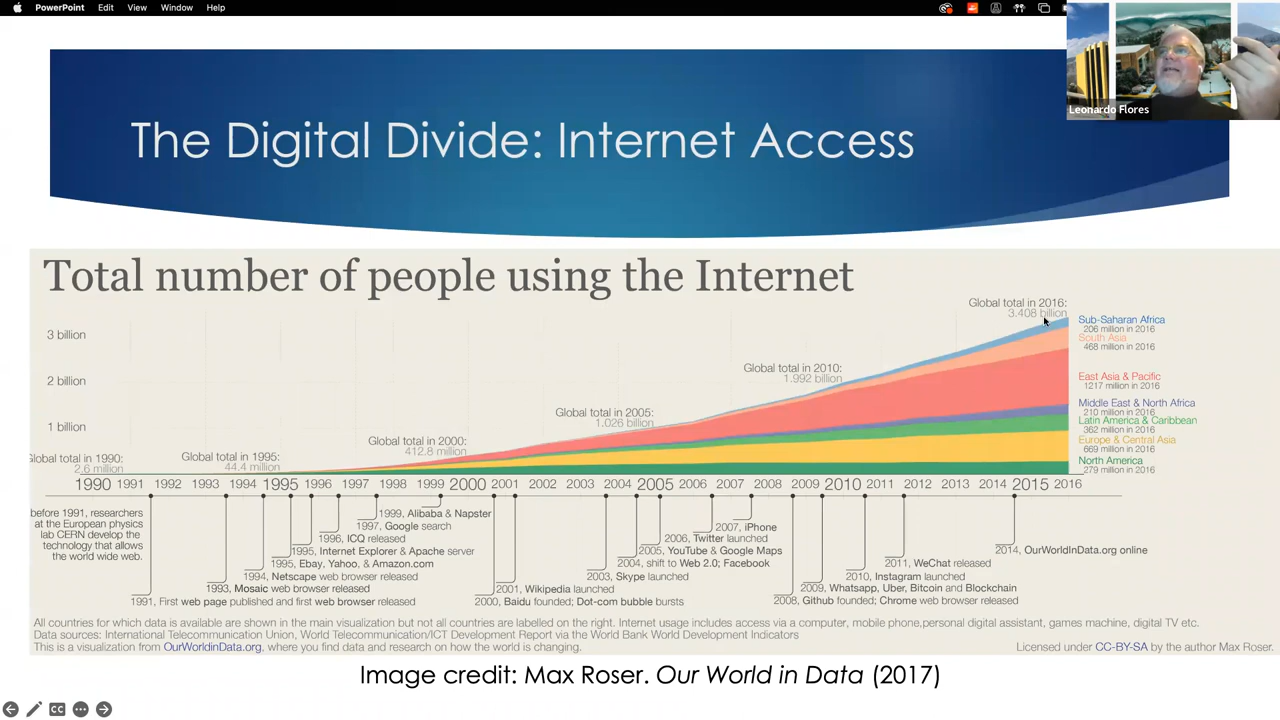 PowerPoint Edit View Window Help
Leonardo Flores
The Digital Divide: Internet Access
Total number of people using the Internet
3 billion
2 billion
1 billion
Global total in 1990:
2.6 million
Global total in 1995:
44.4 million
Global total in 2000:
412.8 million
Global total in 2005:
1.026 billion
Global total in 2010:
1.992 billion
Global total in 2016:
3.408 billion
Sub-Saharan Africa
206 million in 2016
South Asia
468 million in 2016
East Asia & Pacific
1217 million in 2016
Middle East & North Africa
210 million in 2016
Latin America & Caribbean
362 million in 2016
Europe & Central Asia
669 million in 2016
North America
279 million in 2016
1990 1991 1992 1993 1994 1995 1996 1997 1998 1999 2000 2001 2002 2003 2004 2005 2006 2007 2008 2009 2010 2011 2012 2013 2014 2015 2016
before 1991, researchers
at the European physics
lab CERN develop the
technology that allows
the world wide web.
1999, Alibaba & Napster
1997, Google search
1996, ICQ released
1995, Internet Explorer & Apache server
1995, Ebay, Yahoo, & Amazon.com
1994, Netscape web browser released
1993, Mosaic web browser released
1991, First web page published and first web browser released
2007, iPhone
2006, Twitter launched
2005, YouTube & Google Maps
2004, shift to Web 2.0; Facebook
2003, Skype launched
2001, Wikipedia launched
2000, Baidu founded; Dot-com bubble bursts
2014, OurWorldInData.org online
2011, WeChat released
2010, Instagram launched
2009, Whatsapp, Uber, Bitcoin and Blockchain
2008, Github founded; Chrome web browser released
All countries for which data is available are shown in the main visualization but not all countries are labelled on the right. Internet usage includes access via a computer, mobile phone,personal digital assistant, games machine, digital TV etc.
Data sources: International Telecommunication Union, World Telecommunication/ICT Development Report via the World Bank World Development Indicators
This is a visualization from OurWorldinData.org, where you find data and research on how the world is changing.
Licensed under CC-BY-SA by the author Max Roser.
Image credit: Max Roser. Our World in Data (2017)
CC